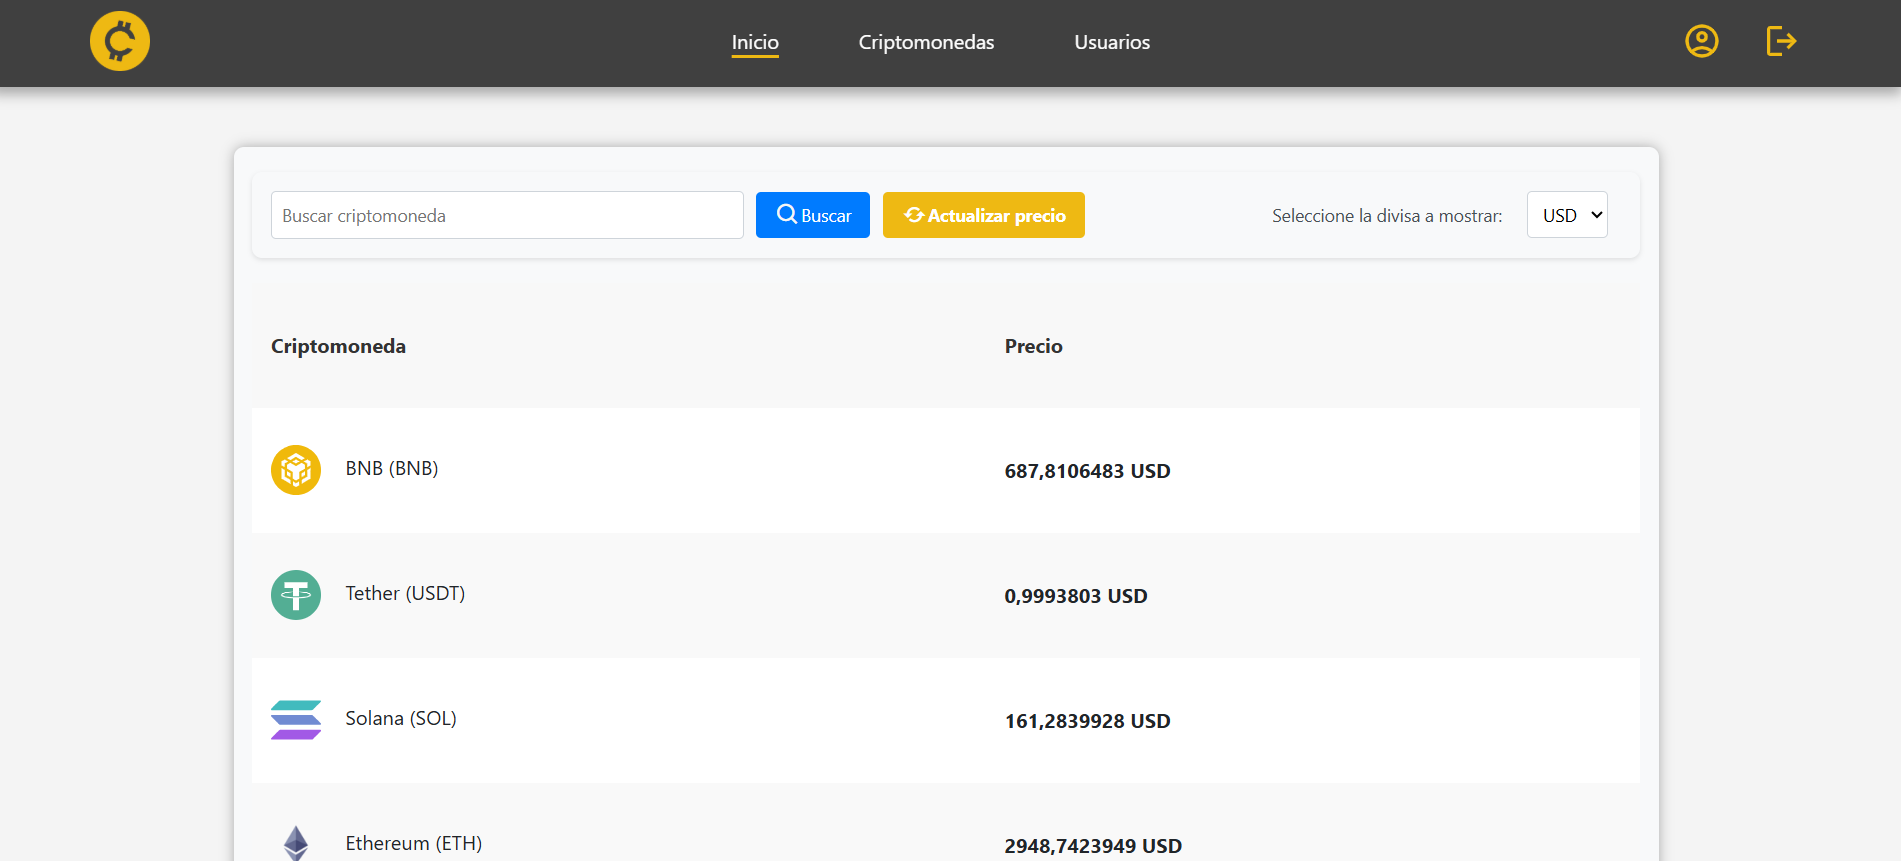 Inicio Criptomonedas Usuarios
Buscar criptomoneda Buscar Actualizar precio Seleccione la divisa a mostrar: USD
Criptomoneda Precio
BNB (BNB) 687,8106483 USD
Tether (USDT) 0,9993803 USD
Solana (SOL) 161,2839928 USD
Ethereum (ETH) 2948,7423949 USD